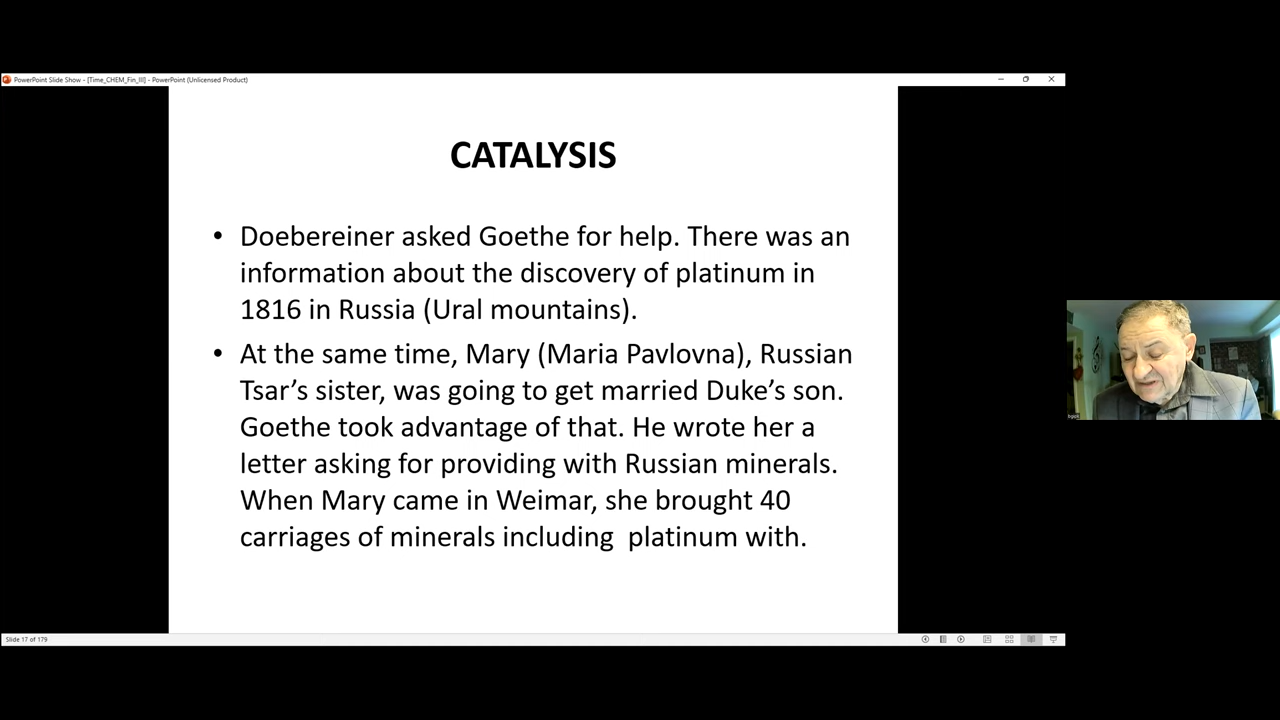 PowerPoint Slide Show - [Time_CHEM_Fin_III] - PowerPoint (Unlicensed Product)
CATALYSIS
• Doebereiner asked Goethe for help. There was an
information about the discovery of platinum in
1816 in Russia (Ural mountains).
• At the same time, Mary (Maria Pavlovna), Russian
Tsar's sister, was going to get married Duke's son.
Goethe took advantage of that. He wrote her a
letter asking for providing with Russian minerals.
When Mary came in Weimar, she brought 40
carriages of minerals including  platinum with.
Slide 17 of 179